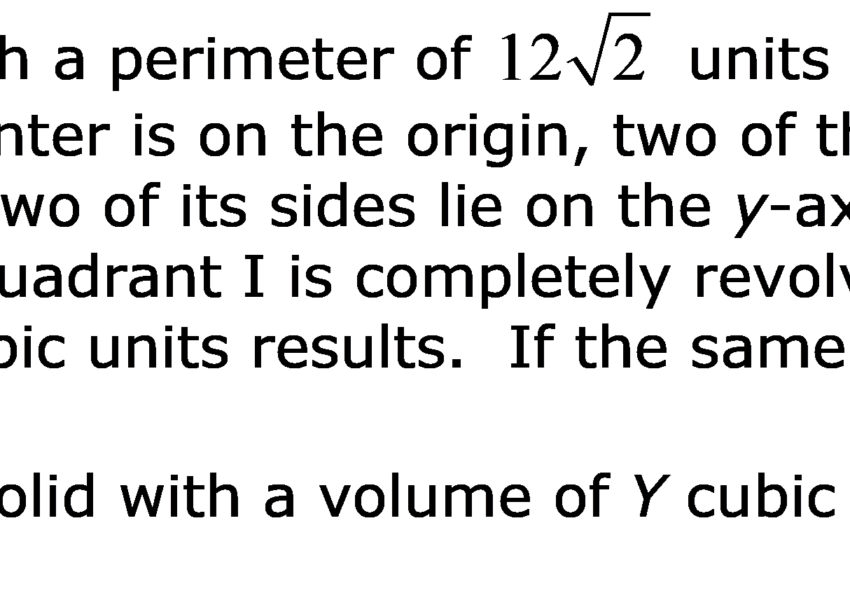 h a perimeter of 12√2 units
nter is on the origin, two of th
wo of its sides lie on the y-ax
uadrant I is completely revolv
bic units results. If the same
olid with a volume of Y cubic